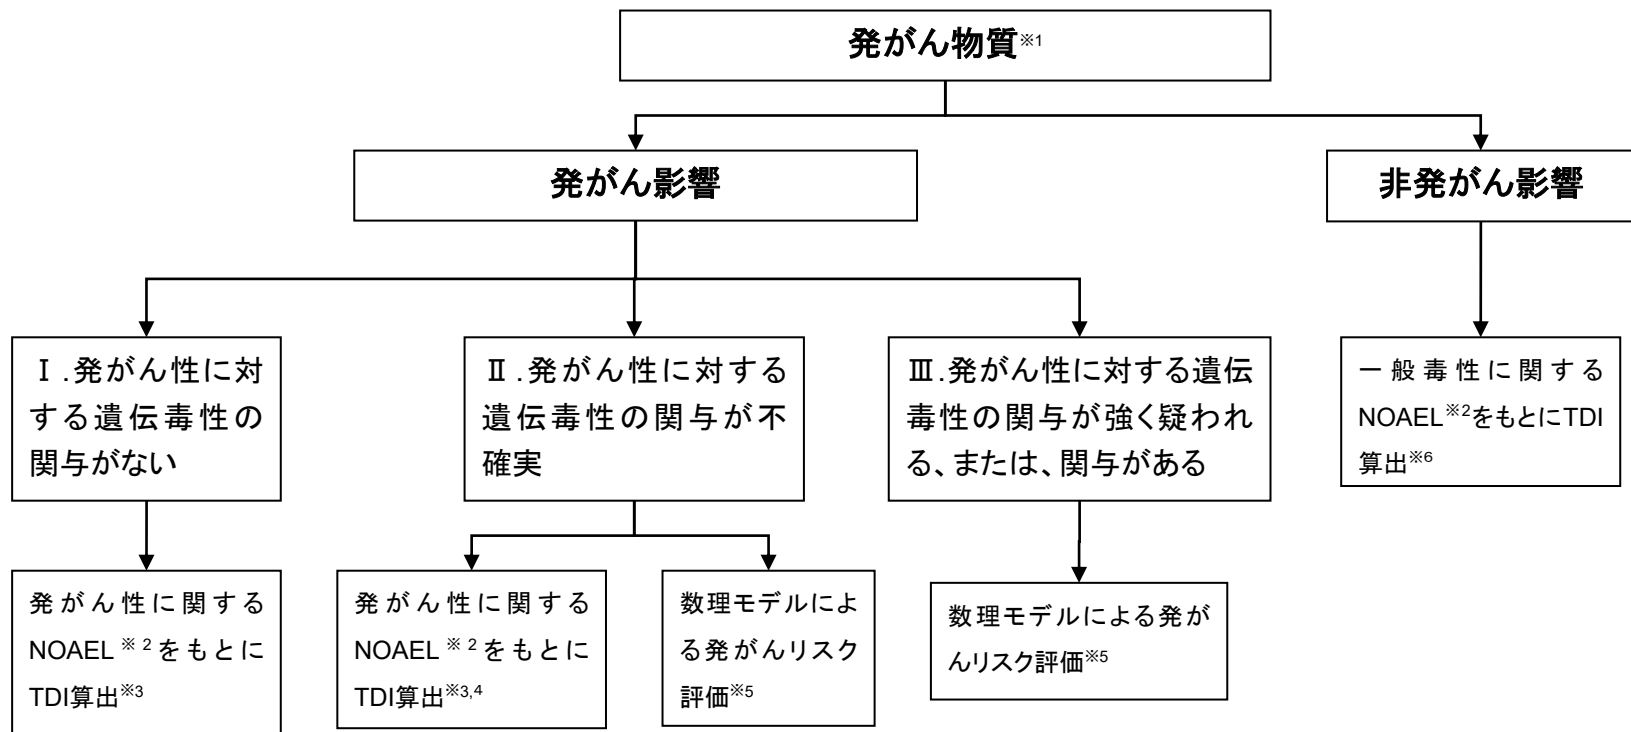 発がん物質※1
発がん影響
非発がん影響
Ⅰ.発がん性に対
する遺伝毒性の
関与がない
Ⅱ.発がん性に対する
遺伝毒性の関与が不
確実
Ⅲ.発がん性に対する遺伝
毒性の関与が強く疑われ
る、または、関与がある
一般毒性に関する
NOAEL※2をもとにTDI
算出※6
発がん性に関する
NOAEL※2をもとに
TDI算出※3
発がん性に関する
NOAEL※2をもとに
TDI算出※3,4
数理モデルによ
る発がんリスク
評価※5
数理モデルによる発が
んリスク評価※5